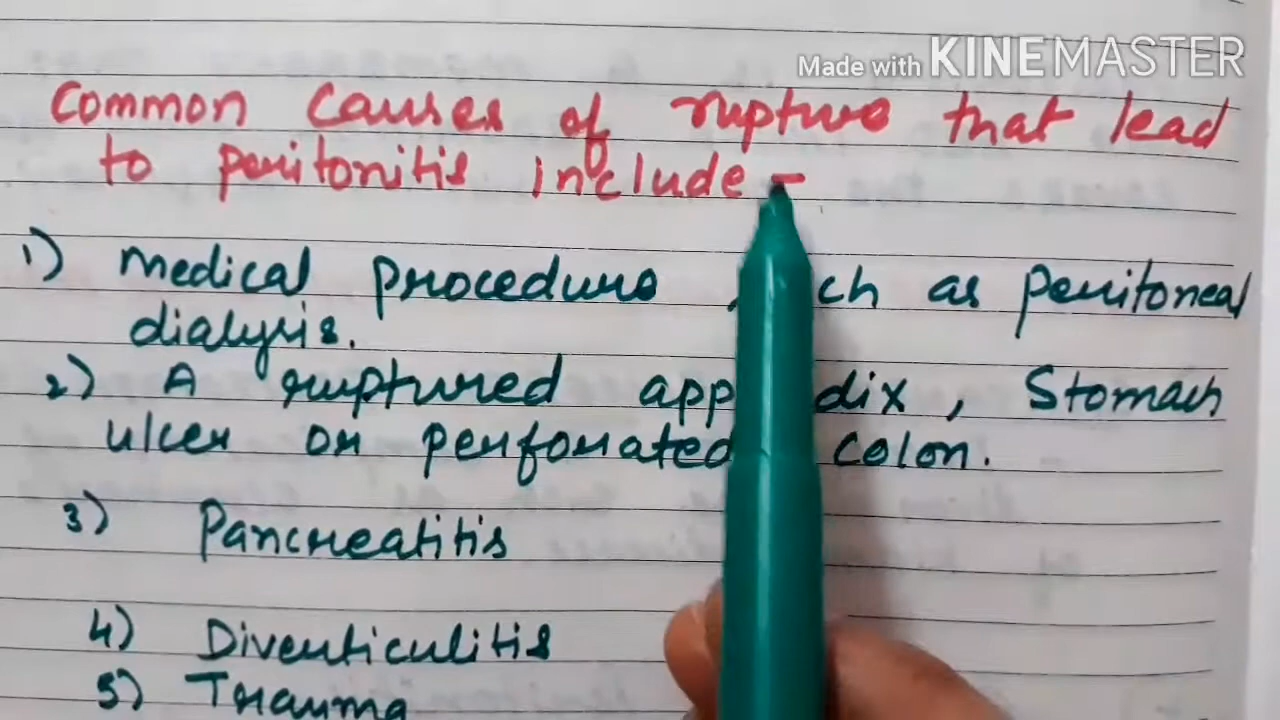 Made with KINEMASTER
Common causes of rupture that lead
to peritonitis include -
1) Medical procedure, ch as peritoneal
dialysis.
2) A ruptured app dix, Stomach
ulcer or perforated colon.
3) Pancreatitis
4) Diverticulitis
5) Trauma